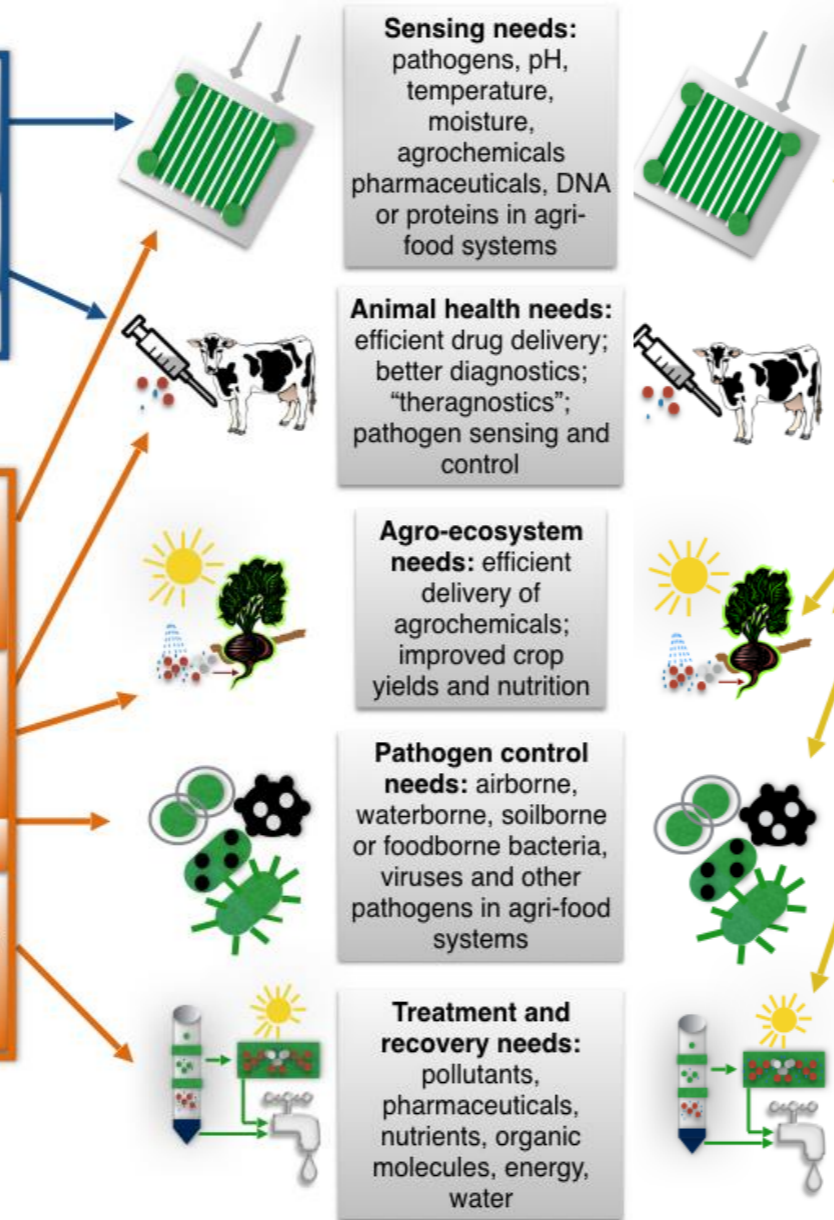 Sensing needs:
pathogens, pH,
temperature,
moisture,
agrochemicals
pharmaceuticals, DNA
or proteins in agri-
food systems
Animal health needs:
efficient drug delivery;
better diagnostics;
“theragnostics”;
pathogen sensing and
control
Agro-ecosystem
needs: efficient
delivery of
agrochemicals;
improved crop
yields and nutrition
Pathogen control
needs: airborne,
waterborne, soilborne
or foodborne bacteria,
viruses and other
pathogens in agri-food
systems
Treatment and
recovery needs:
pollutants,
pharmaceuticals,
nutrients, organic
molecules, energy,
water